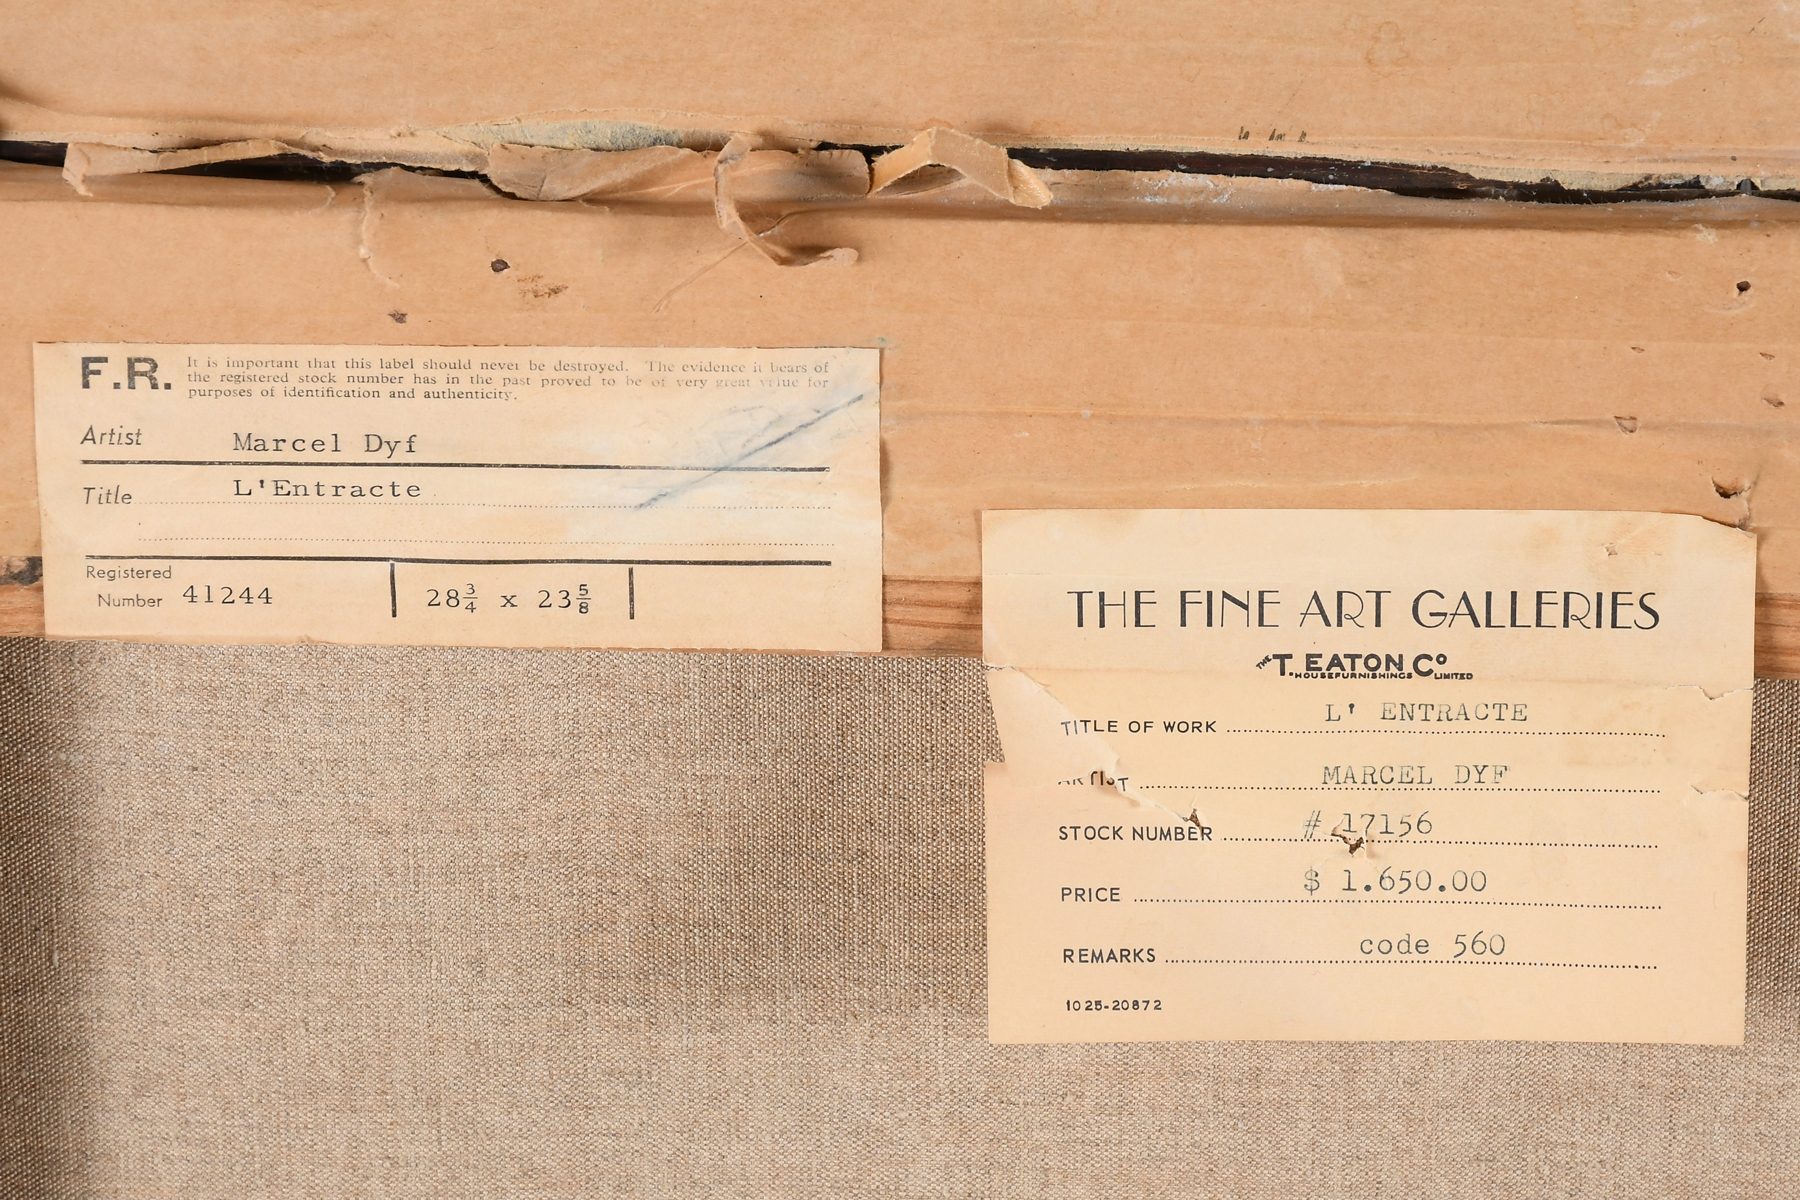 F.R. It is important that this label should never be destroyed. The evidence it bears of
the registered stock number has in the past proved to be of very great value for
purposes of identification and authenticity.
Artist Marcel Dyf
Title L'Entracte
Registered
Number 41244 28¾ x 23⅝
THE FINE ART GALLERIES
THE T. EATON Co
HOUSEFURNISHINGS LIMITED
TITLE OF WORK L' ENTRACTE
ARTIST MARCEL DYF
STOCK NUMBER # 17156
PRICE $ 1.650.00
REMARKS code 560
1025-20872